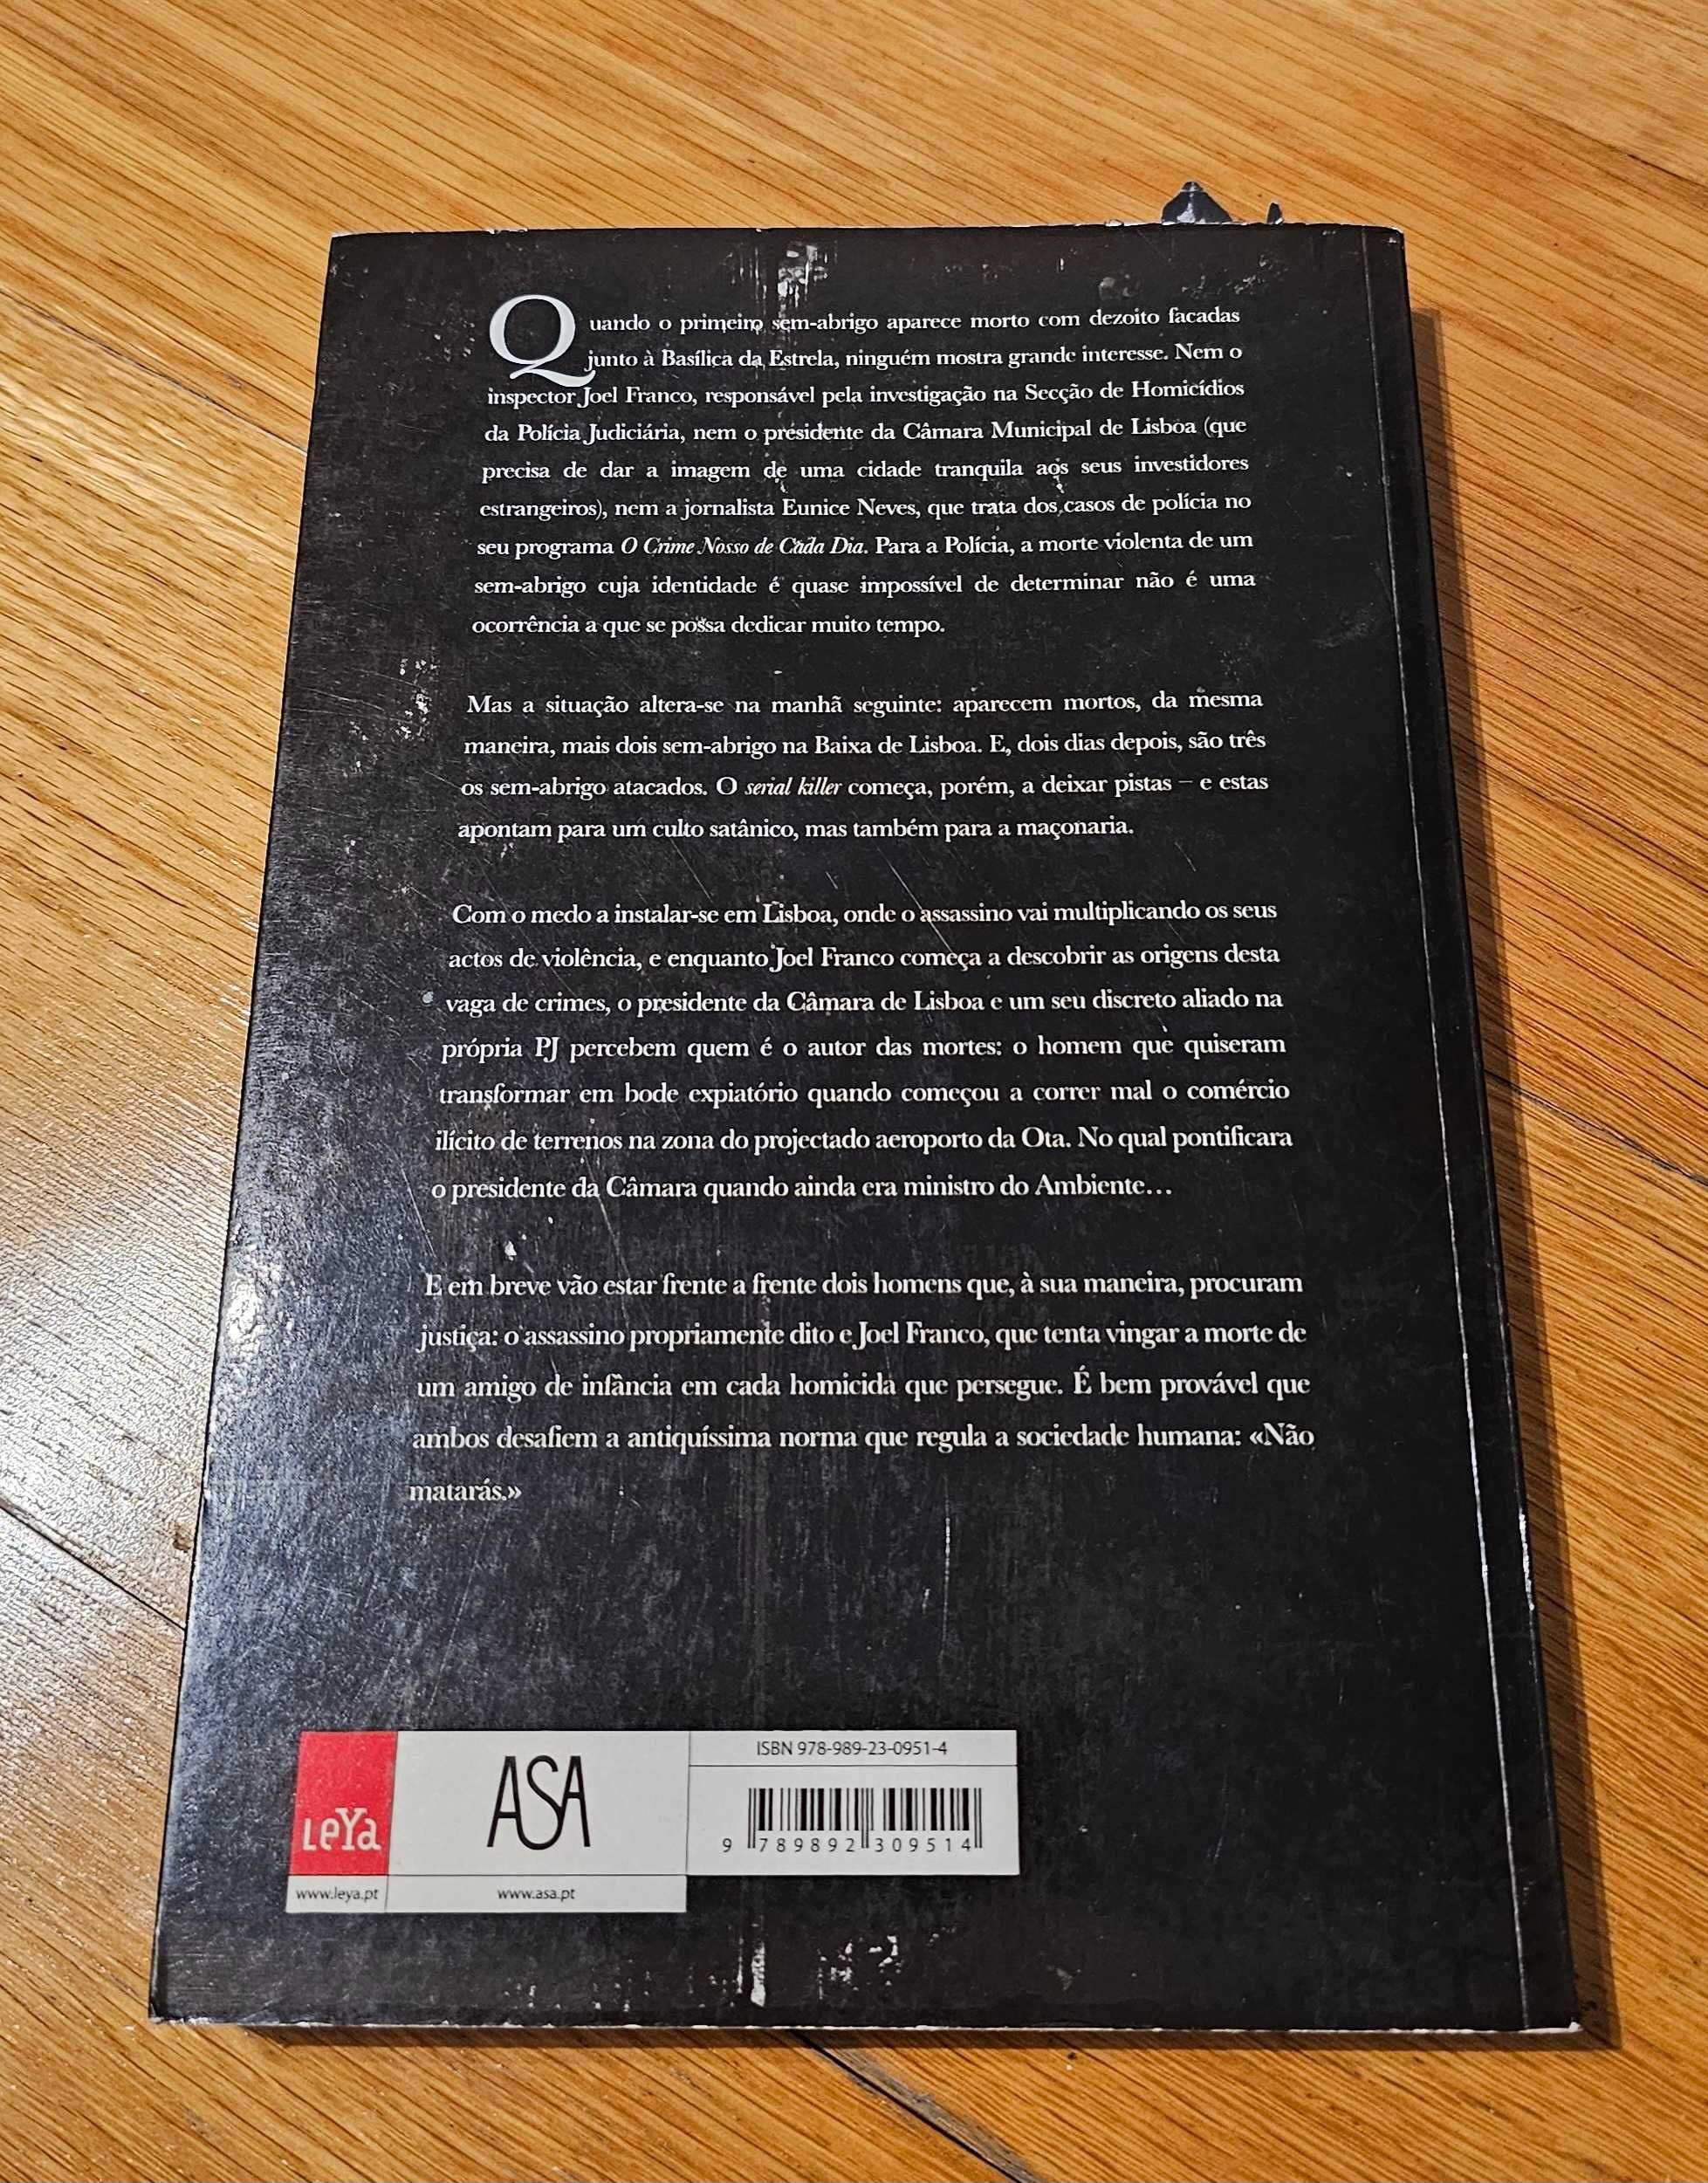 Quando o primeiro sem-abrigo aparece morto com dezoito facadas
junto à Basílica da Estrela, ninguém mostra grande interesse. Nem o
inspector Joel Franco, responsável pela investigação na Secção de Homicídios
da Polícia Judiciária, nem o presidente da Câmara Municipal de Lisboa (que
precisa de dar a imagem de uma cidade tranquila aos seus investidores
estrangeiros), nem a jornalista Eunice Neves, que trata dos casos de polícia no
seu programa O Crime Nosso de Cada Dia. Para a Polícia, a morte violenta de um
sem-abrigo cuja identidade é quase impossível de determinar não é uma
ocorrência a que se possa dedicar muito tempo.
Mas a situação altera-se na manhã seguinte: aparecem mortos, da mesma
maneira, mais dois sem-abrigo na Baixa de Lisboa. E, dois dias depois, são três
os sem-abrigo atacados. O serial killer começa, porém, a deixar pistas – e estas
apontam para um culto satânico, mas também para a maçonaria.
Com o medo a instalar-se em Lisboa, onde o assassino vai multiplicando os seus
actos de violência, e enquanto Joel Franco começa a descobrir as origens desta
vaga de crimes, o presidente da Câmara de Lisboa e um seu discreto aliado na
própria PJ percebem quem é o autor das mortes: o homem que quiseram
transformar em bode expiatório quando começou a correr mal o comércio
ilícito de terrenos na zona do projectado aeroporto da Ota. No qual pontificara
o presidente da Câmara quando ainda era ministro do Ambiente…
E em breve vão estar frente a frente dois homens que, à sua maneira, procuram
justiça: o assassino propriamente dito e Joel Franco, que tenta vingar a morte de
um amigo de infância em cada homicida que persegue. É bem provável que
ambos desafiem a antiquíssima norma que regula a sociedade humana: «Não
matarás.»
LeYa
www.leya.pt
ASA
www.asa.pt
ISBN 978-989-23-0951-4
9 789892 309514